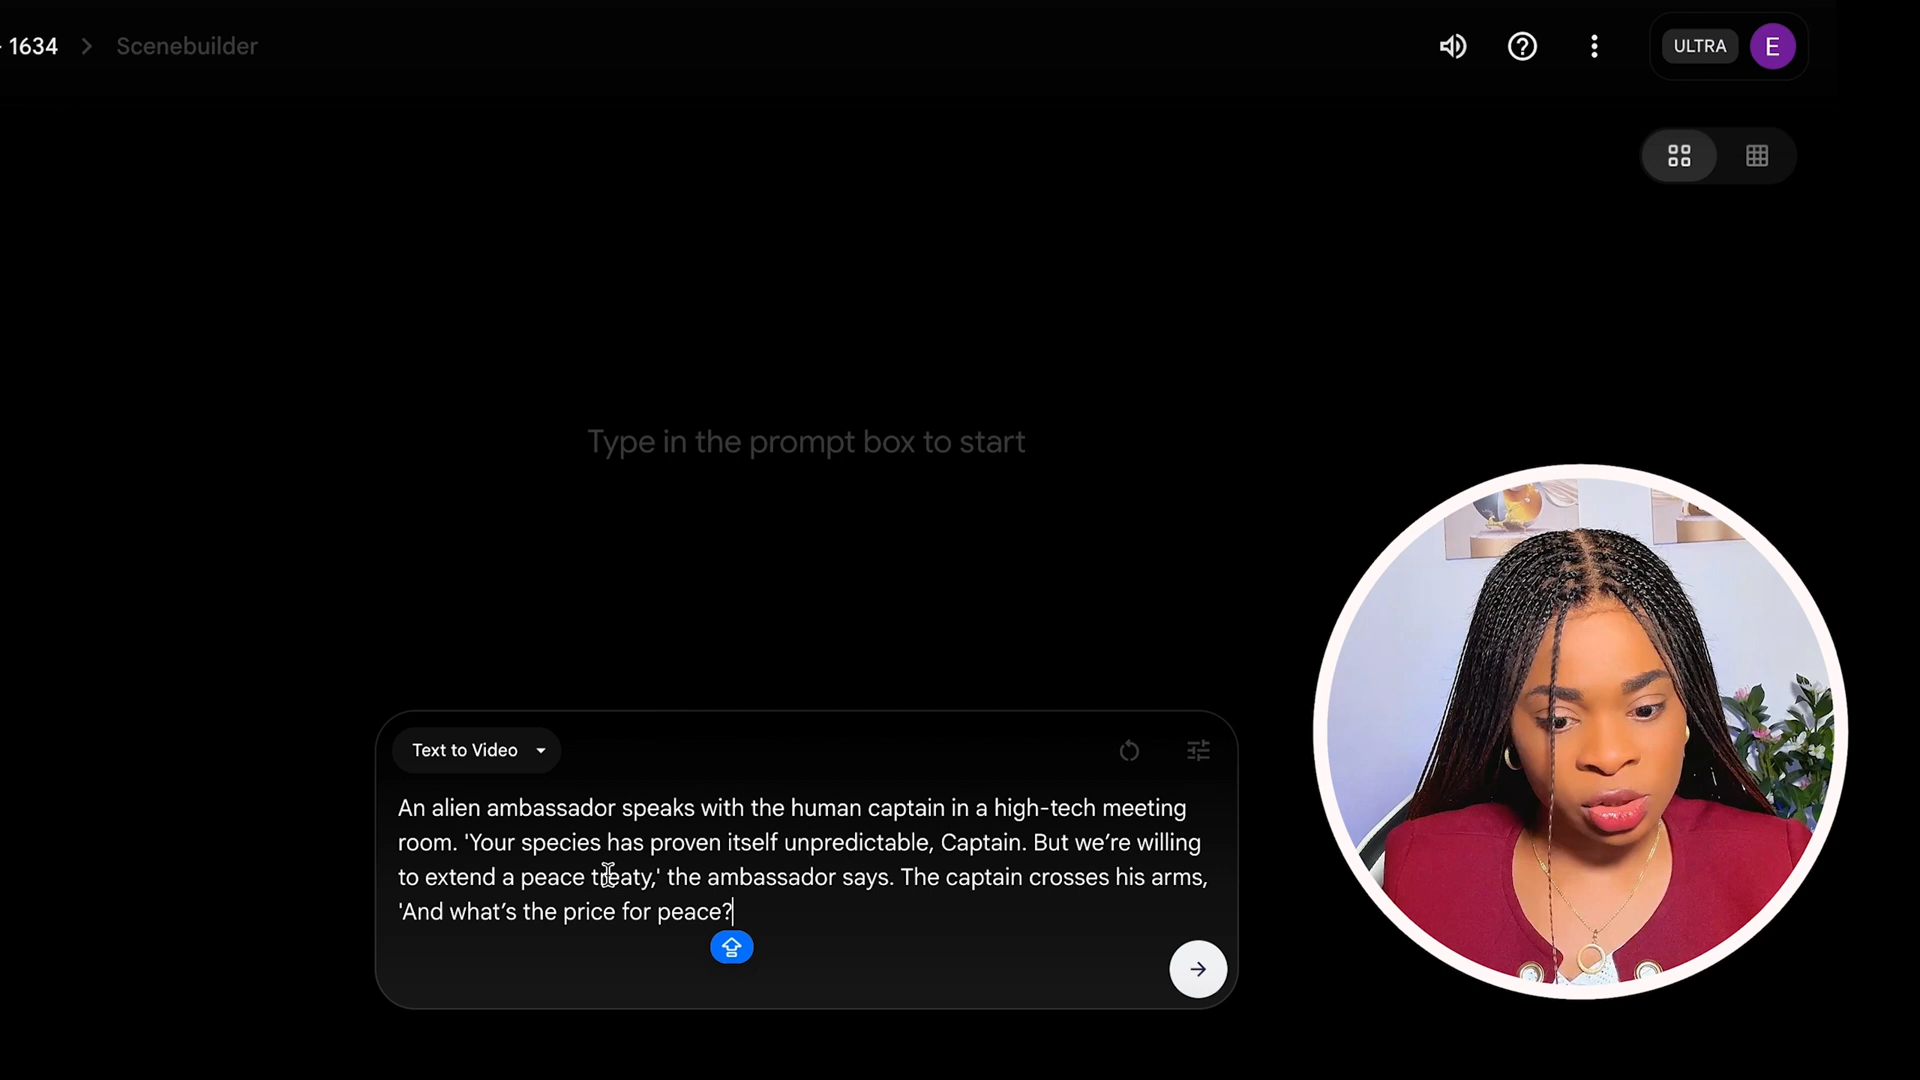 1634 > Scenebuilder
ULTRA E
Type in the prompt box to start
Text to Video
An alien ambassador speaks with the human captain in a high-tech meeting
room. 'Your species has proven itself unpredictable, Captain. But we’re willing
to extend a peace treaty,' the ambassador says. The captain crosses his arms,
'And what’s the price for peace?